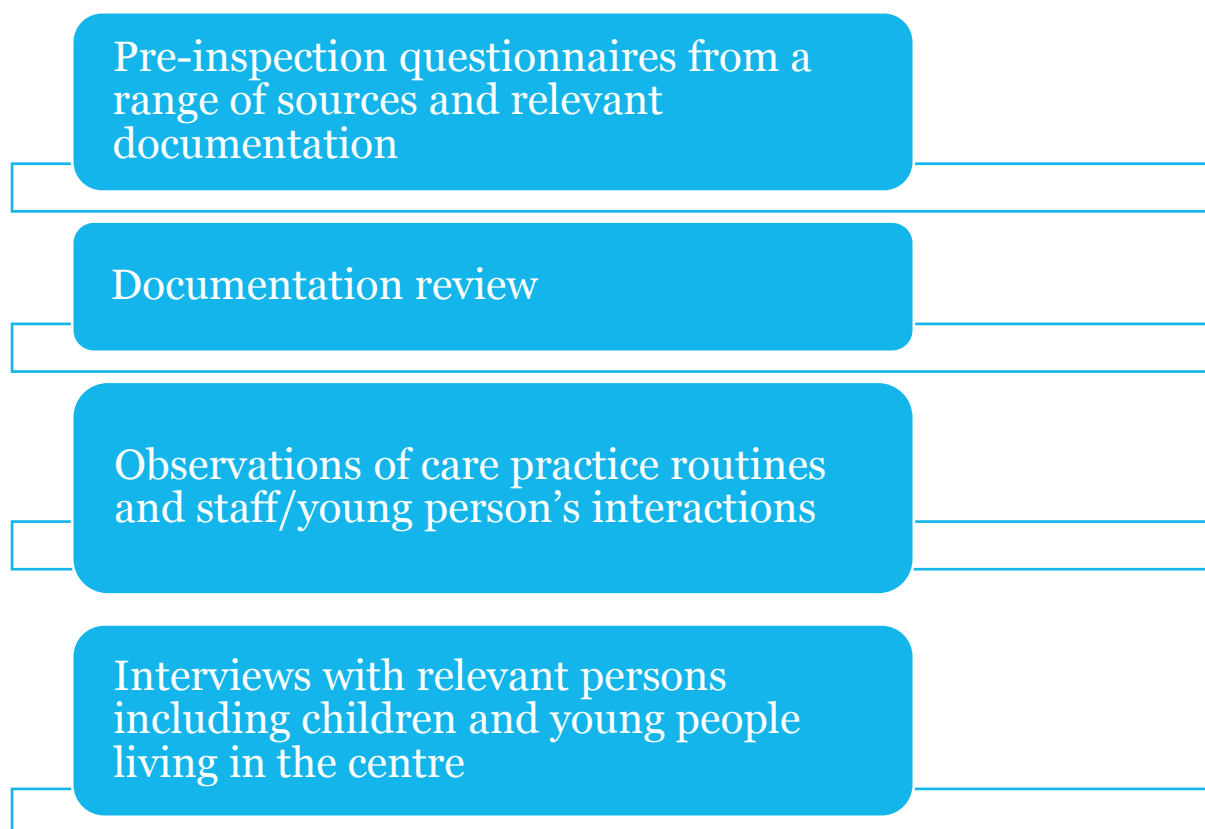 Pre-inspection questionnaires from a
range of sources and relevant
documentation
Documentation review
Observations of care practice routines
and staff/young person’s interactions
Interviews with relevant persons
including children and young people
living in the centre